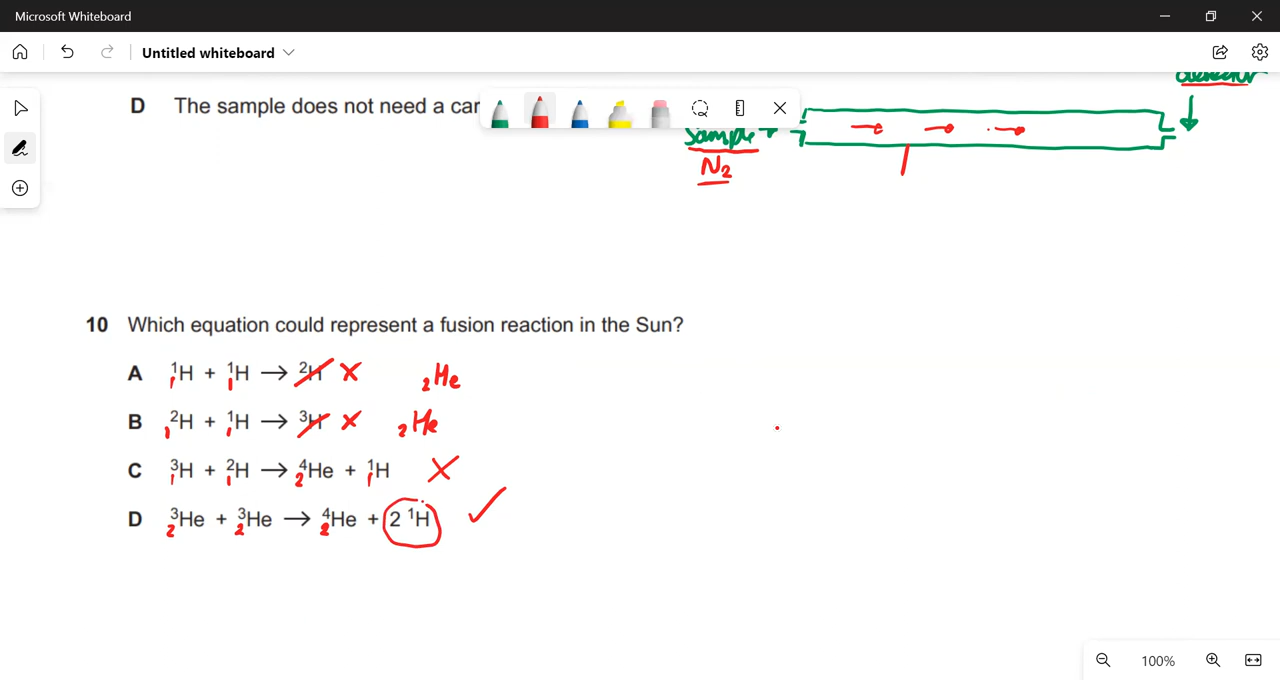 Microsoft Whiteboard
Untitled whiteboard
D The sample does not need a car
detector
Sample +
N2
10 Which equation could represent a fusion reaction in the Sun?
A ¹₁H + ¹₁H → ²H ✗ ₂He
B ²₁H + ¹₁H → ³H ✗ ₂He
C ³₁H + ²₁H → ⁴₂He + ¹₁H ✗
D ³₂He + ³₂He → ⁴₂He + 2 ¹H ✓
100%